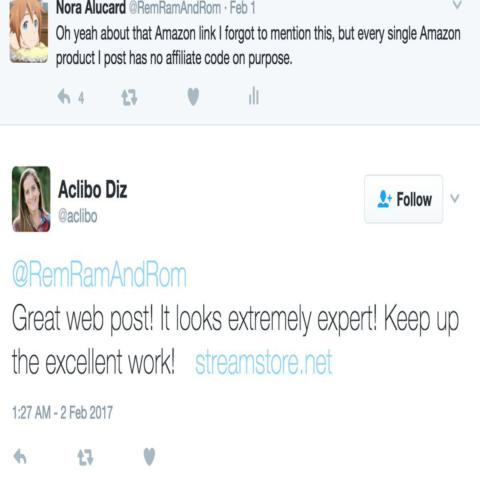 Nora Alucard @RemRamAndRom · Feb 1
Oh yeah about that Amazon link I forgot to mention this, but every single Amazon
product I post has no affiliate code on purpose.
4
Aclibo Diz
@aclibo
Follow
@RemRamAndRom
Great web post! It looks extremely expert! Keep up
the excellent work! streamstore.net
1:27 AM - 2 Feb 2017